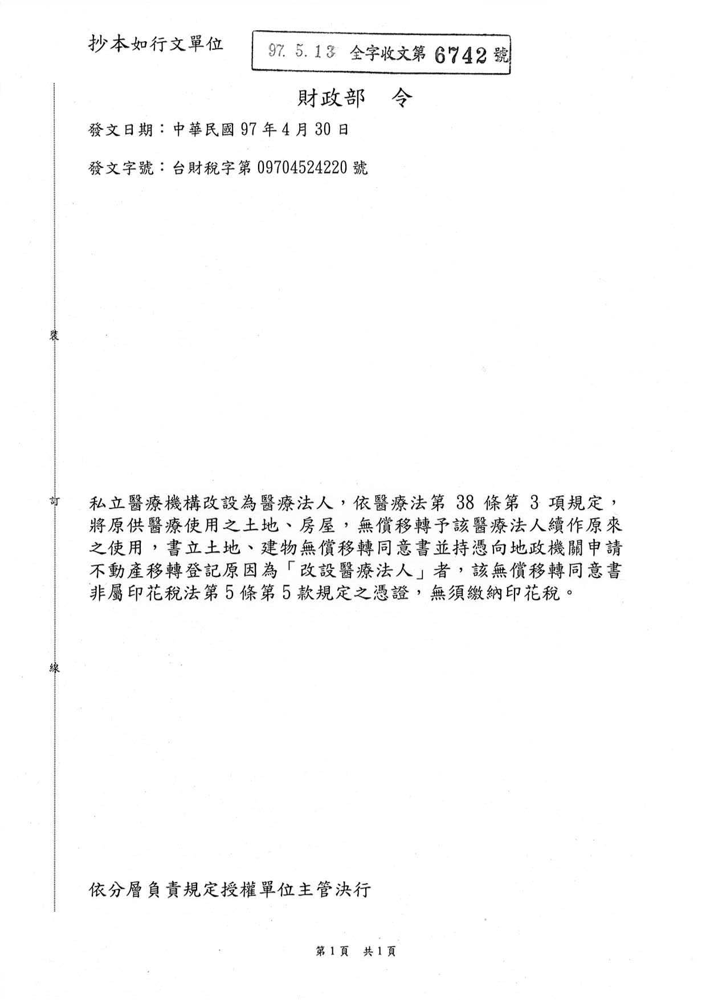 抄本如行文單位
97. 5. 13 全字收文第 6742 號
財政部 令
發文日期：中華民國 97 年 4 月 30 日
發文字號：台財稅字第 09704524220 號
裝
訂
線
私立醫療機構改設為醫療法人，依醫療法第 38 條第 3 項規定，
將原供醫療使用之土地、房屋，無償移轉予該醫療法人續作原來
之使用，書立土地、建物無償移轉同意書並持憑向地政機關申請
不動產移轉登記原因為「改設醫療法人」者，該無償移轉同意書
非屬印花稅法第 5 條第 5 款規定之憑證，無須繳納印花稅。
依分層負責規定授權單位主管決行
第 1 頁 共 1 頁